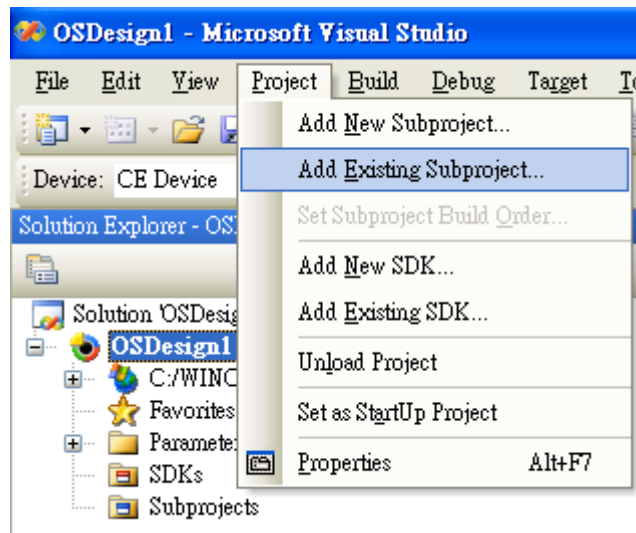 OSDesign1 - Microsoft Visual Studio
File Edit View Project Build Debug Target
Add New Subproject...
Device: CE Device
Add Existing Subproject...
Solution Explorer - OS
Set Subproject Build Order...
Add New SDK...
Solution 'OSDesig
Add Existing SDK...
OSDesign1
Unload Project
C:/WINC
Favorites
Set as StartUp Project
Paramete
Properties Alt+F7
SDKs
Subprojects